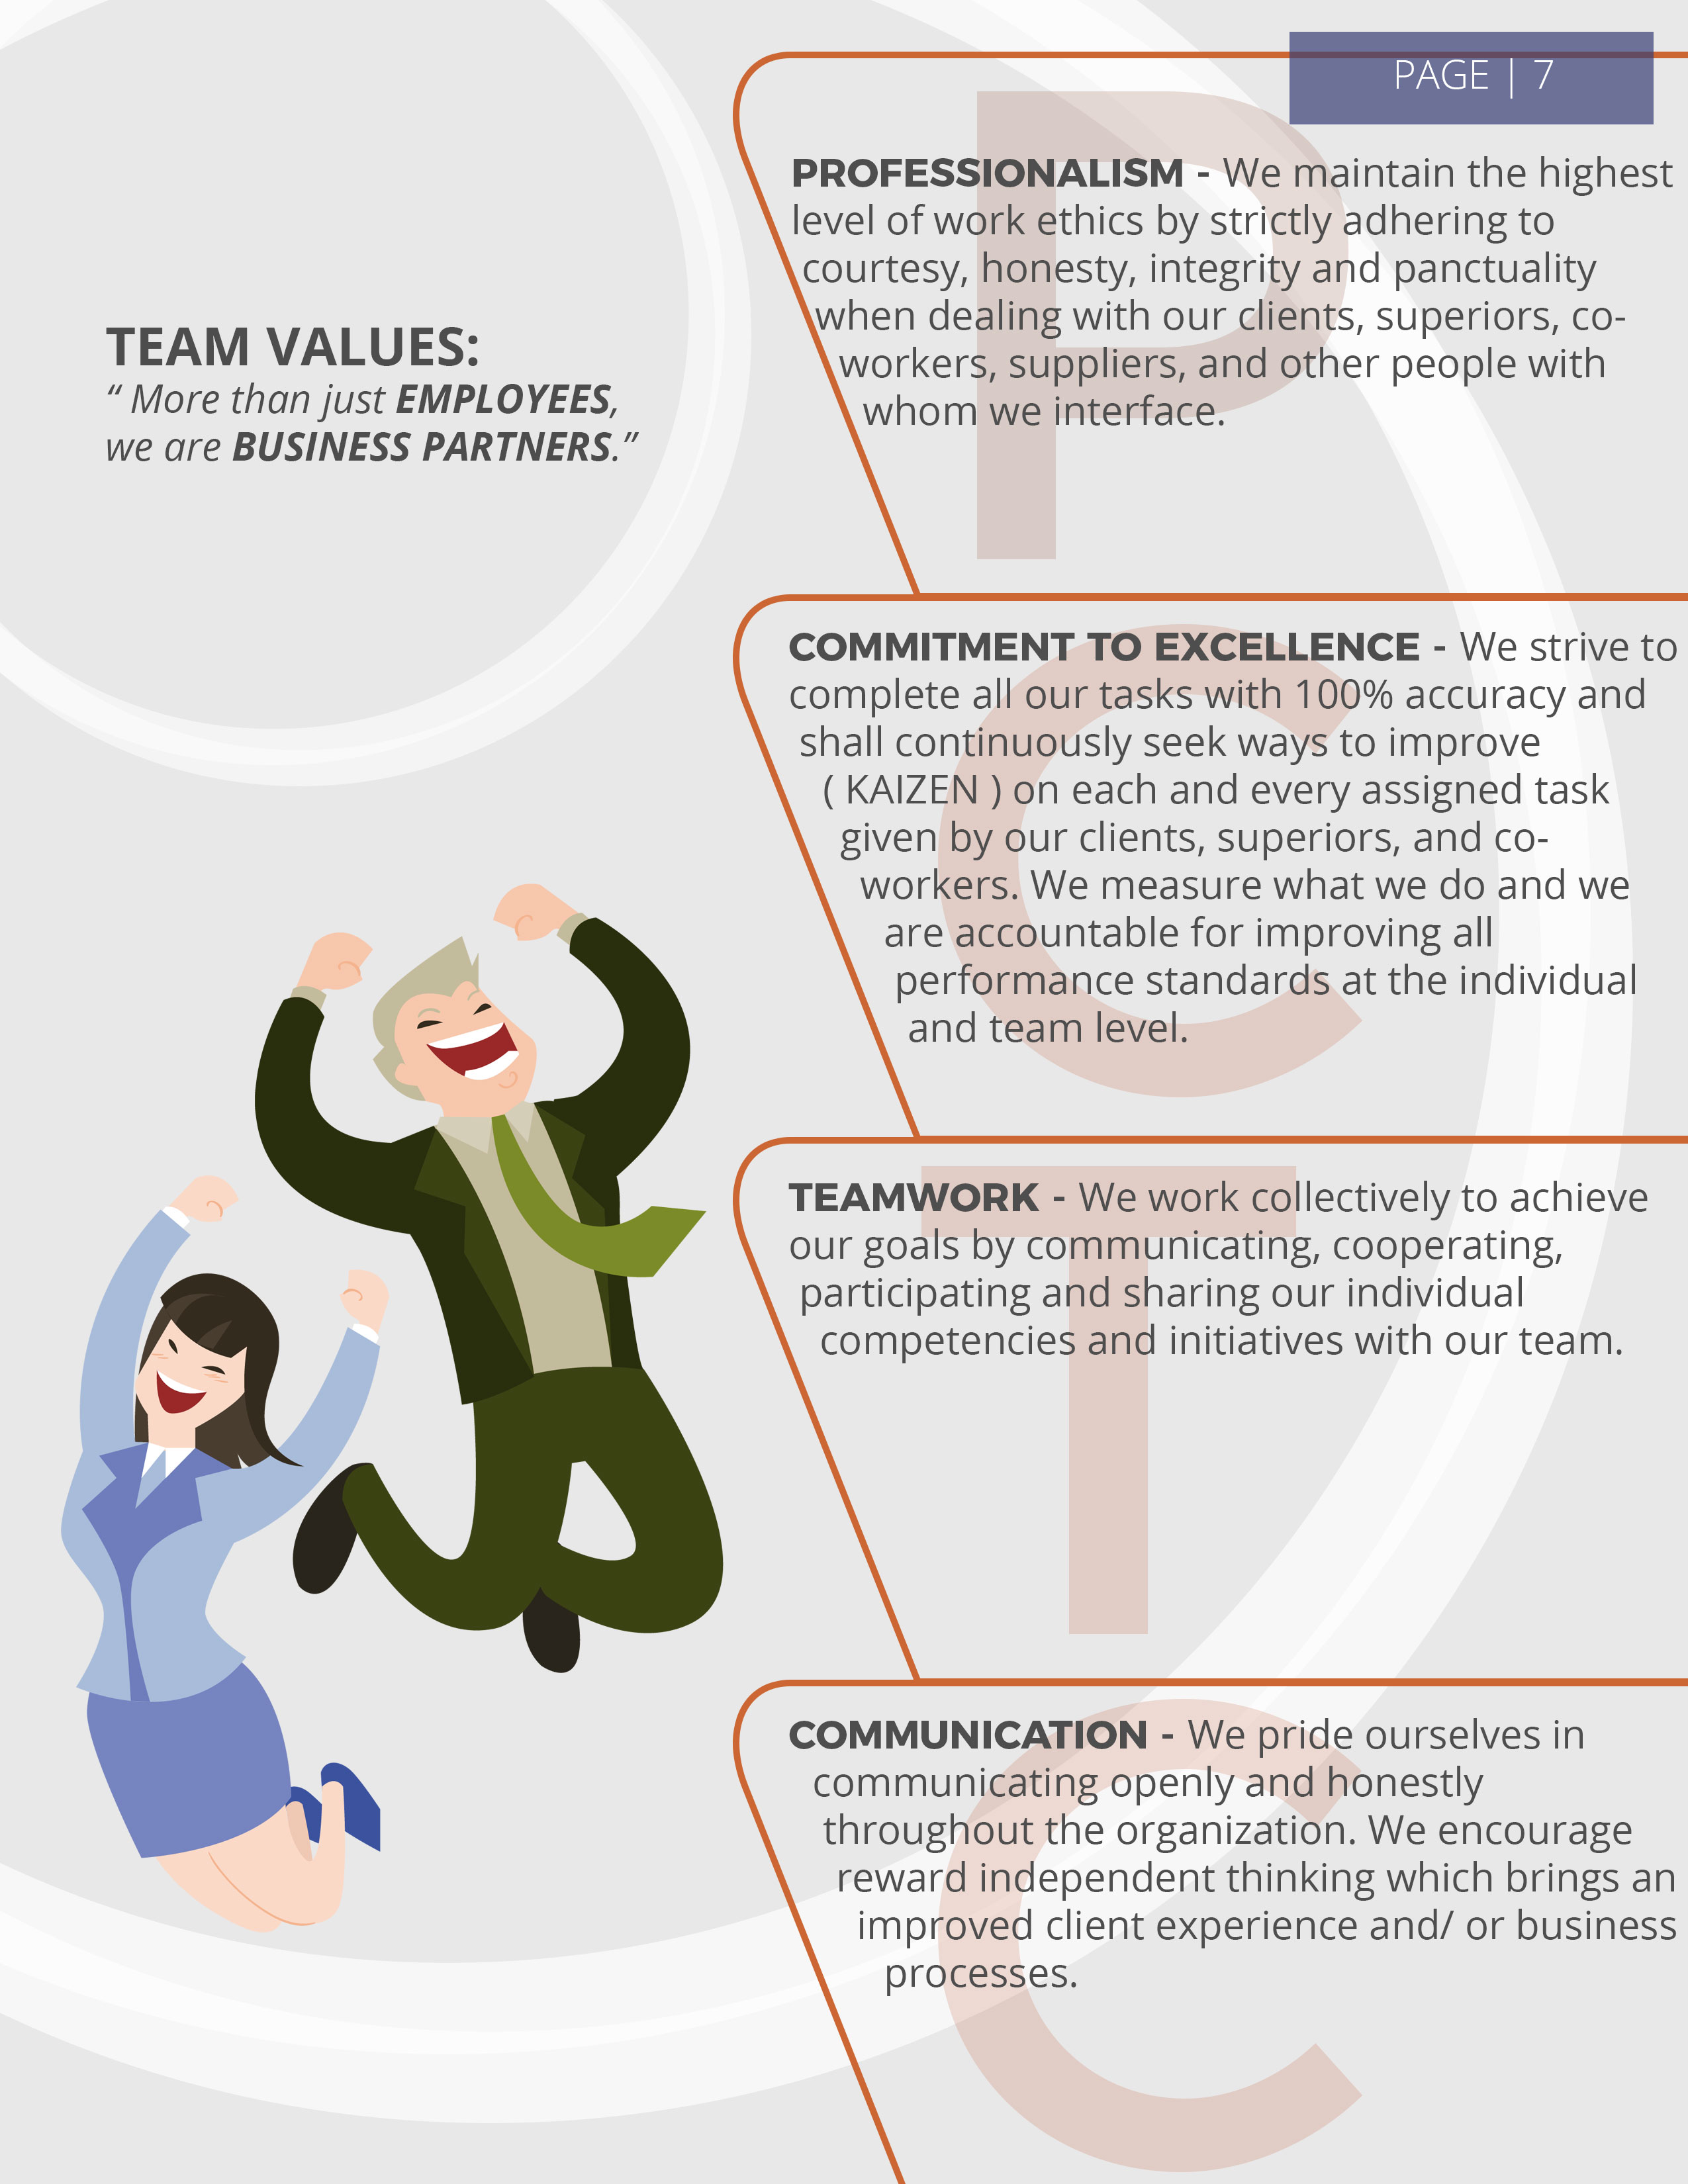 PAGE | 7
TEAM VALUES:
“ More than just EMPLOYEES,
we are BUSINESS PARTNERS.”
P
PROFESSIONALISM - We maintain the highest
level of work ethics by strictly adhering to
courtesy, honesty, integrity and panctuality
when dealing with our clients, superiors, co-
workers, suppliers, and other people with
whom we interface.
C
COMMITMENT TO EXCELLENCE - We strive to
complete all our tasks with 100% accuracy and
shall continuously seek ways to improve
( KAIZEN ) on each and every assigned task
given by our clients, superiors, and co-
workers. We measure what we do and we
are accountable for improving all
performance standards at the individual
and team level.
T
TEAMWORK - We work collectively to achieve
our goals by communicating, cooperating,
participating and sharing our individual
competencies and initiatives with our team.
C
COMMUNICATION - We pride ourselves in
communicating openly and honestly
throughout the organization. We encourage
reward independent thinking which brings an
improved client experience and/ or business
processes.